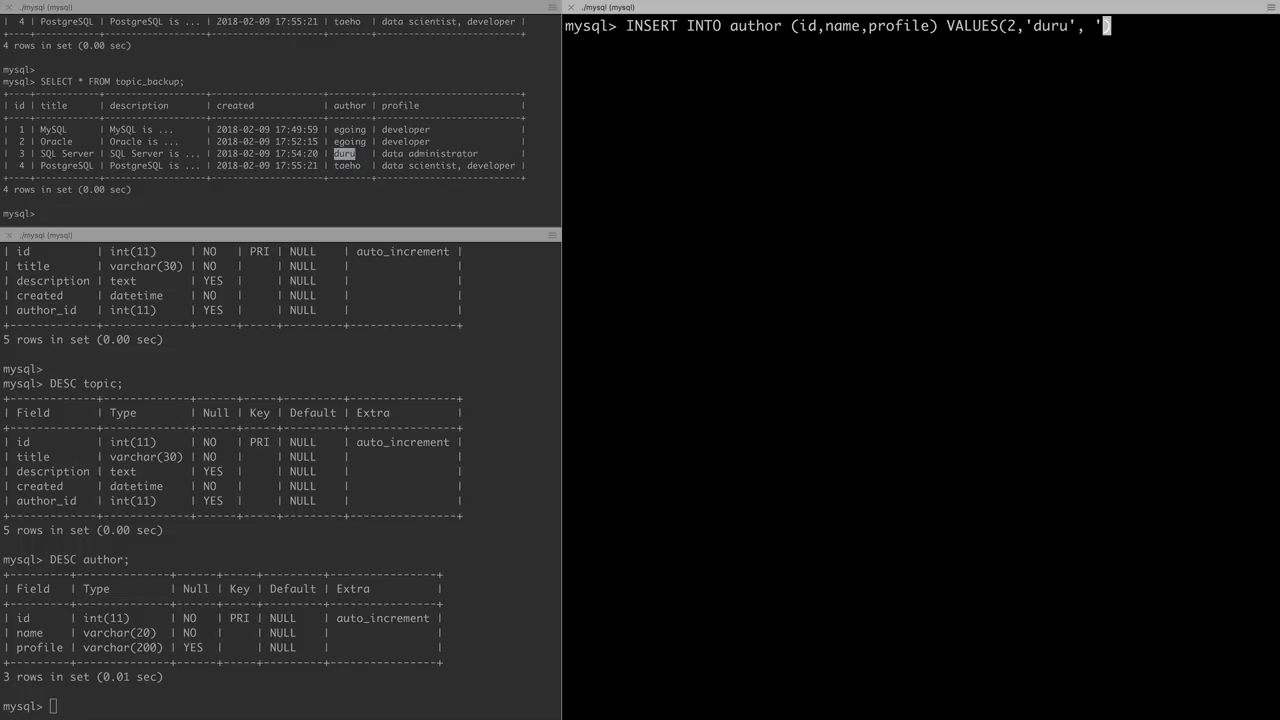 ./mysql (mysql)
| 4 | PostgreSQL | PostgreSQL is ... | 2018-02-09 17:55:21 | taeho | data scientist, developer |
+----+------------+-------------------+---------------------+--------+---------------------------+
4 rows in set (0.00 sec)
mysql>
mysql> SELECT * FROM topic_backup;
+----+------------+-------------------+---------------------+--------+---------------------------+
| id | title | description | created | author | profile |
+----+------------+-------------------+---------------------+--------+---------------------------+
| 1 | MySQL | MySQL is ... | 2018-02-09 17:49:59 | egoing | developer |
| 2 | Oracle | Oracle is ... | 2018-02-09 17:52:15 | egoing | developer |
| 3 | SQL Server | SQL Server is ... | 2018-02-09 17:54:20 | duru | data administrator |
| 4 | PostgreSQL | PostgreSQL is ... | 2018-02-09 17:55:21 | taeho | data scientist, developer |
+----+------------+-------------------+---------------------+--------+---------------------------+
4 rows in set (0.00 sec)
mysql>
./mysql (mysql)
| id | int(11) | NO | PRI | NULL | auto_increment |
| title | varchar(30) | NO | | NULL | |
| description | text | YES | | NULL | |
| created | datetime | NO | | NULL | |
| author_id | int(11) | YES | | NULL | |
+-------------+-------------+------+-----+---------+----------------+
5 rows in set (0.00 sec)
mysql>
mysql> DESC topic;
+-------------+-------------+------+-----+---------+----------------+
| Field | Type | Null | Key | Default | Extra |
+-------------+-------------+------+-----+---------+----------------+
| id | int(11) | NO | PRI | NULL | auto_increment |
| title | varchar(30) | NO | | NULL | |
| description | text | YES | | NULL | |
| created | datetime | NO | | NULL | |
| author_id | int(11) | YES | | NULL | |
+-------------+-------------+------+-----+---------+----------------+
5 rows in set (0.00 sec)
mysql> DESC author;
+---------+--------------+------+-----+---------+----------------+
| Field | Type | Null | Key | Default | Extra |
+---------+--------------+------+-----+---------+----------------+
| id | int(11) | NO | PRI | NULL | auto_increment |
| name | varchar(20) | NO | | NULL | |
| profile | varchar(200) | YES | | NULL | |
+---------+--------------+------+-----+---------+----------------+
3 rows in set (0.01 sec)
mysql>
./mysql (mysql)
mysql> INSERT INTO author (id,name,profile) VALUES(2,'duru', ')